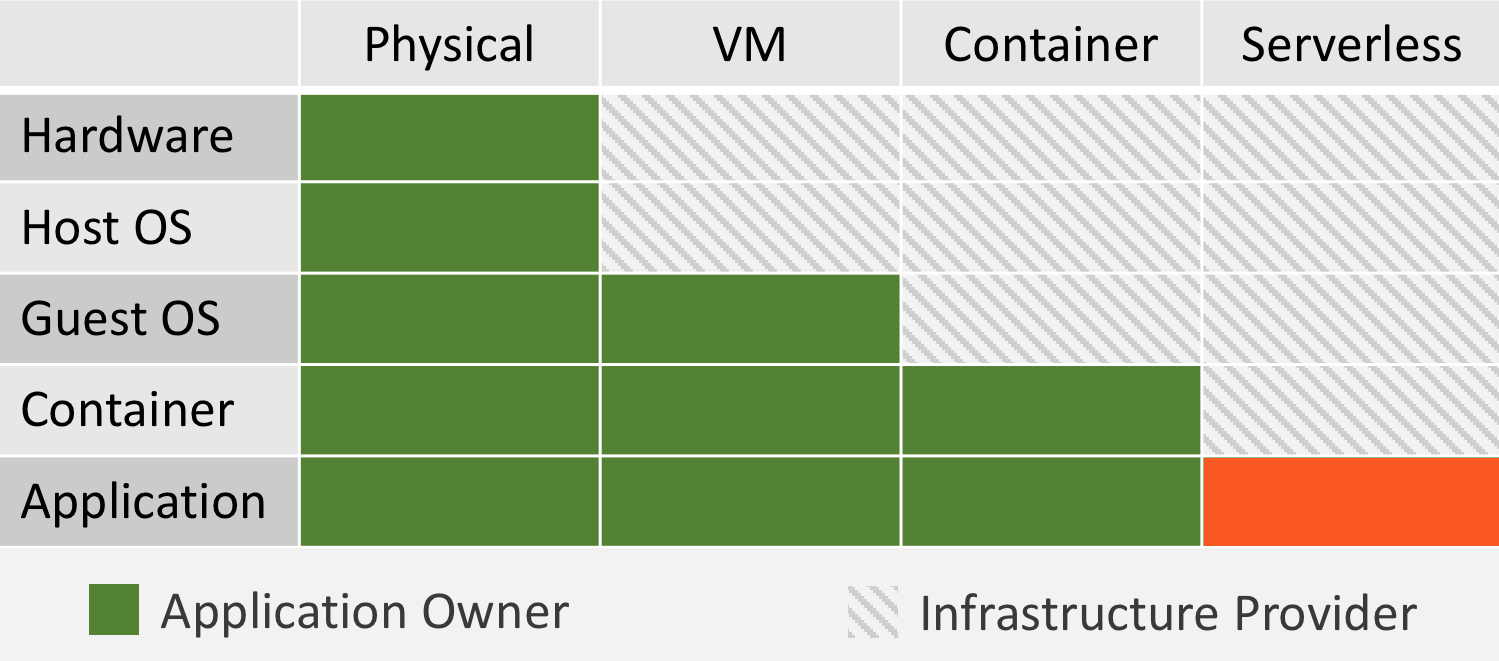 Physical VM Container Serverless
Hardware
Host OS
Guest OS
Container
Application
Application Owner Infrastructure Provider